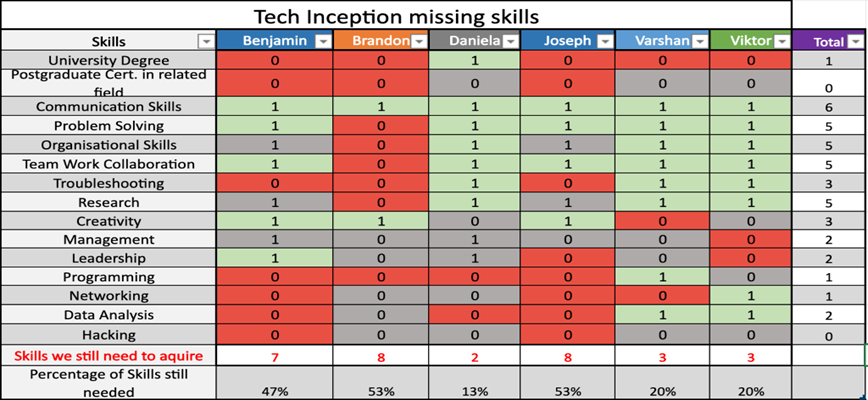 Tech Inception missing skills
Skills Benjamin Brandon Daniela Joseph Varshan Viktor Total
University Degree 0 0 1 0 0 0 1
Postgraduate Cert. in related
field 0 0 0 0 0 0 0
Communication Skills 1 1 1 1 1 1 6
Problem Solving 1 0 1 1 1 1 5
Organisational Skills 1 0 1 1 1 1 5
Team Work Collaboration 1 0 1 1 1 1 5
Troubleshooting 0 0 1 0 1 1 3
Research 1 0 1 1 1 1 5
Creativity 1 1 0 1 0 0 3
Management 1 0 1 0 0 0 2
Leadership 1 0 1 0 0 0 2
Programming 0 0 0 0 1 0 1
Networking 0 0 0 0 0 1 1
Data Analysis 0 0 0 0 1 1 2
Hacking 0 0 0 0 0 0 0
Skills we still need to aquire 7 8 2 8 3 3
Percentage of Skills still
needed 47% 53% 13% 53% 20% 20%